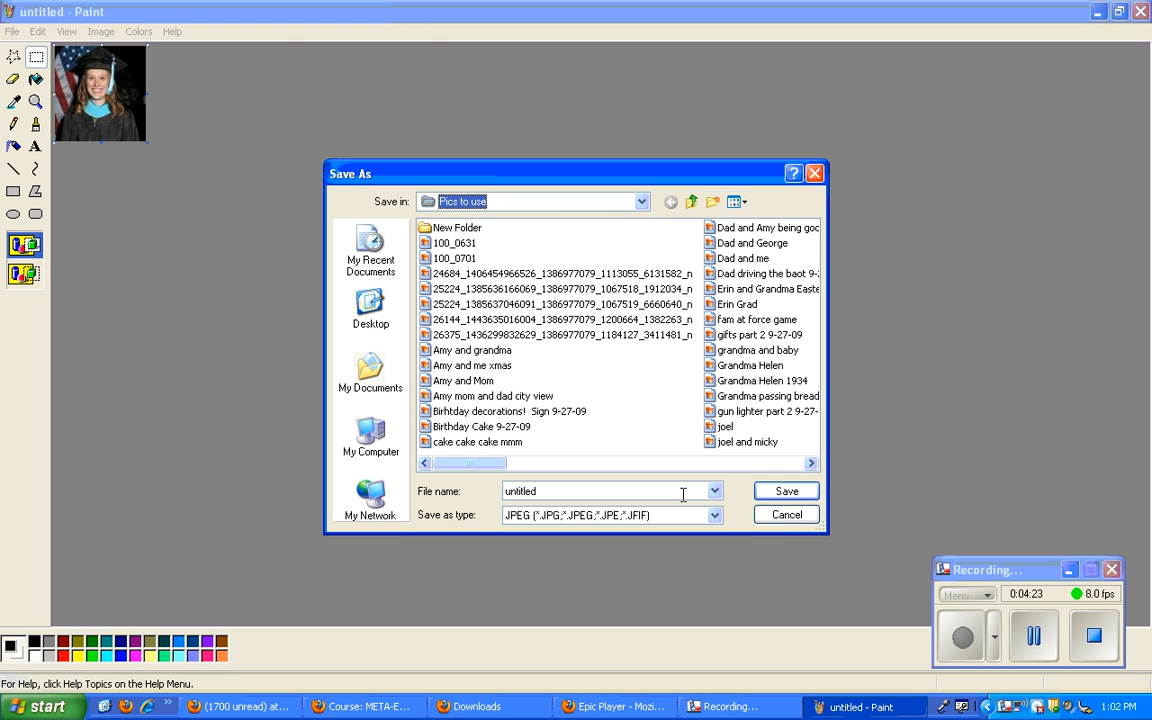 untitled - Paint
File Edit View Image Colors Help
Save As
Save in: Pics to use
My Recent Documents
Desktop
My Documents
My Computer
My Network
New Folder
100_0631
100_0701
24684_1406454966526_1386977079_1113055_6131582_n
25224_1385636166069_1386977079_1067518_1912034_n
25224_1385637046091_1386977079_1067519_6660640_n
26144_1443635016004_1386977079_1200664_1382263_n
26375_1436299832629_1386977079_1184127_3411481_n
Amy and grandma
Amy and me xmas
Amy and Mom
Amy mom and dad city view
Birhtday decorations! Sign 9-27-09
Birthday Cake 9-27-09
cake cake cake mmm
Dad and Amy being goo
Dad and George
Dad and me
Dad driving the baot 9-
Erin and Grandma Easte
Erin Grad
fam at force game
gifts part 2 9-27-09
grandma and baby
Grandma Helen
Grandma Helen 1934
Grandma passing bread
gun lighter part 2 9-27-
joel
joel and micky
File name: untitled Save
Save as type: JPEG (*.JPG;*.JPEG;*.JPE;*.JFIF) Cancel
Recording...
Menu 0:04:23 8.0 fps
A
For Help, click Help Topics on the Help Menu.
start (1700 unread) at... Course: META-E... Downloads Epic Player - Mozi... Recording... untitled - Paint 1:02 PM